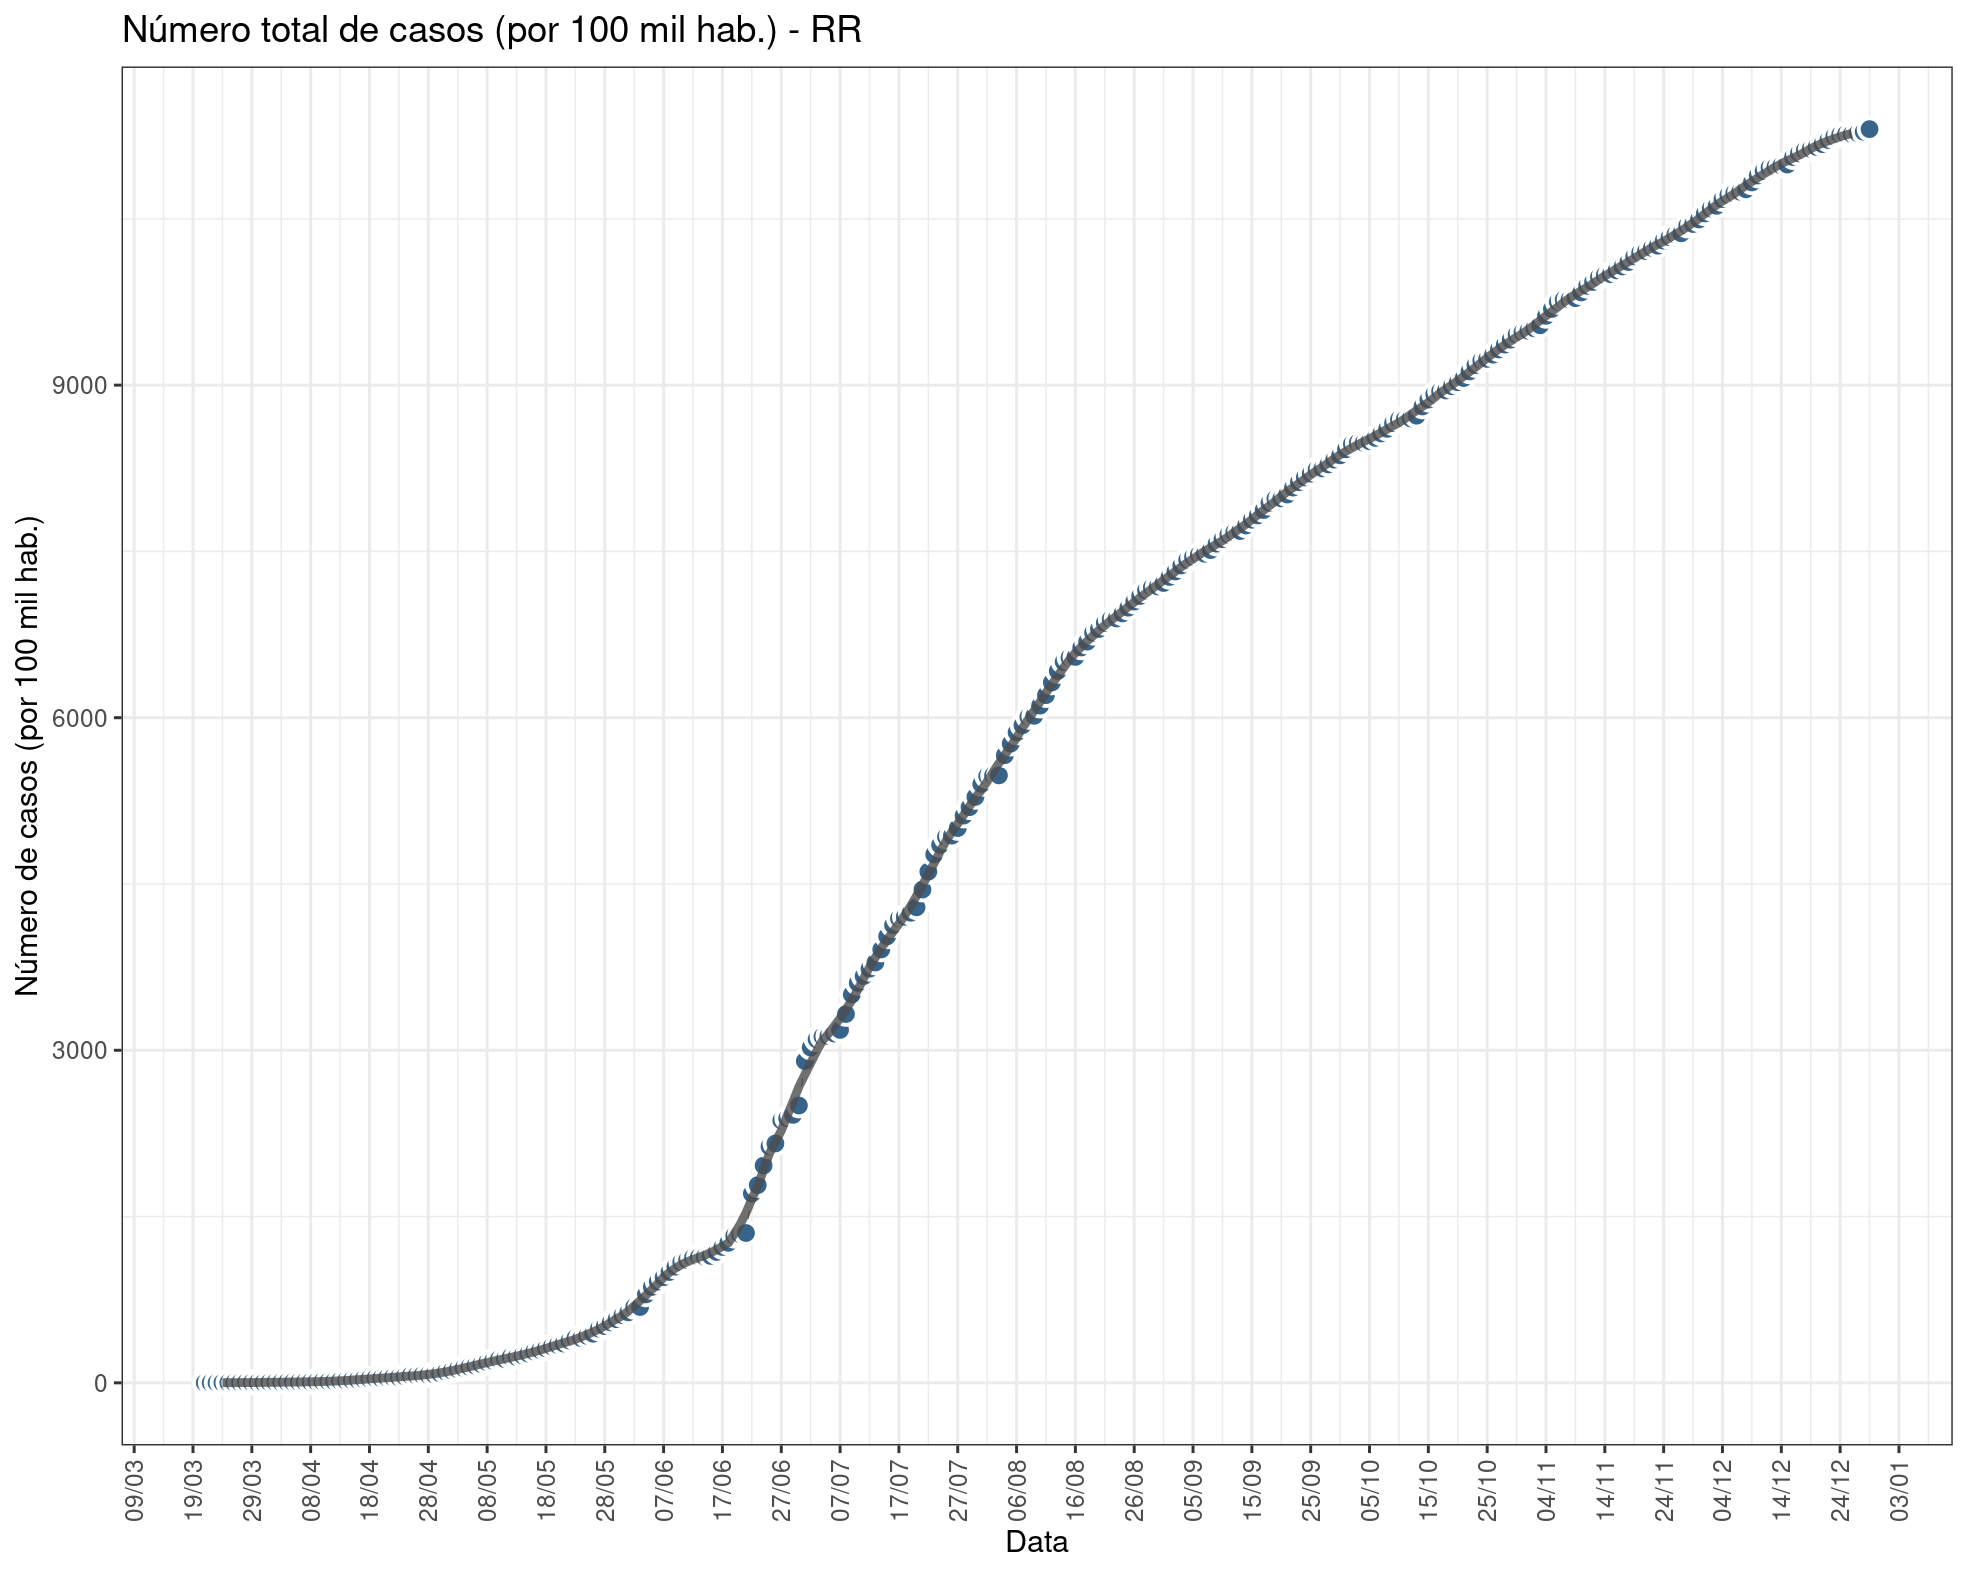 Número total de casos (por 100 mil hab.) - RR
Número de casos (por 100 mil hab.)
9000
6000
3000
0
09/03 19/03 29/03 08/04 18/04 28/04 08/05 18/05 28/05 07/06 17/06 27/06 07/07 17/07 27/07 06/08 16/08 26/08 05/09 15/09 25/09 05/10 15/10 25/10 04/11 14/11 24/11 04/12 14/12 24/12 03/01
Data